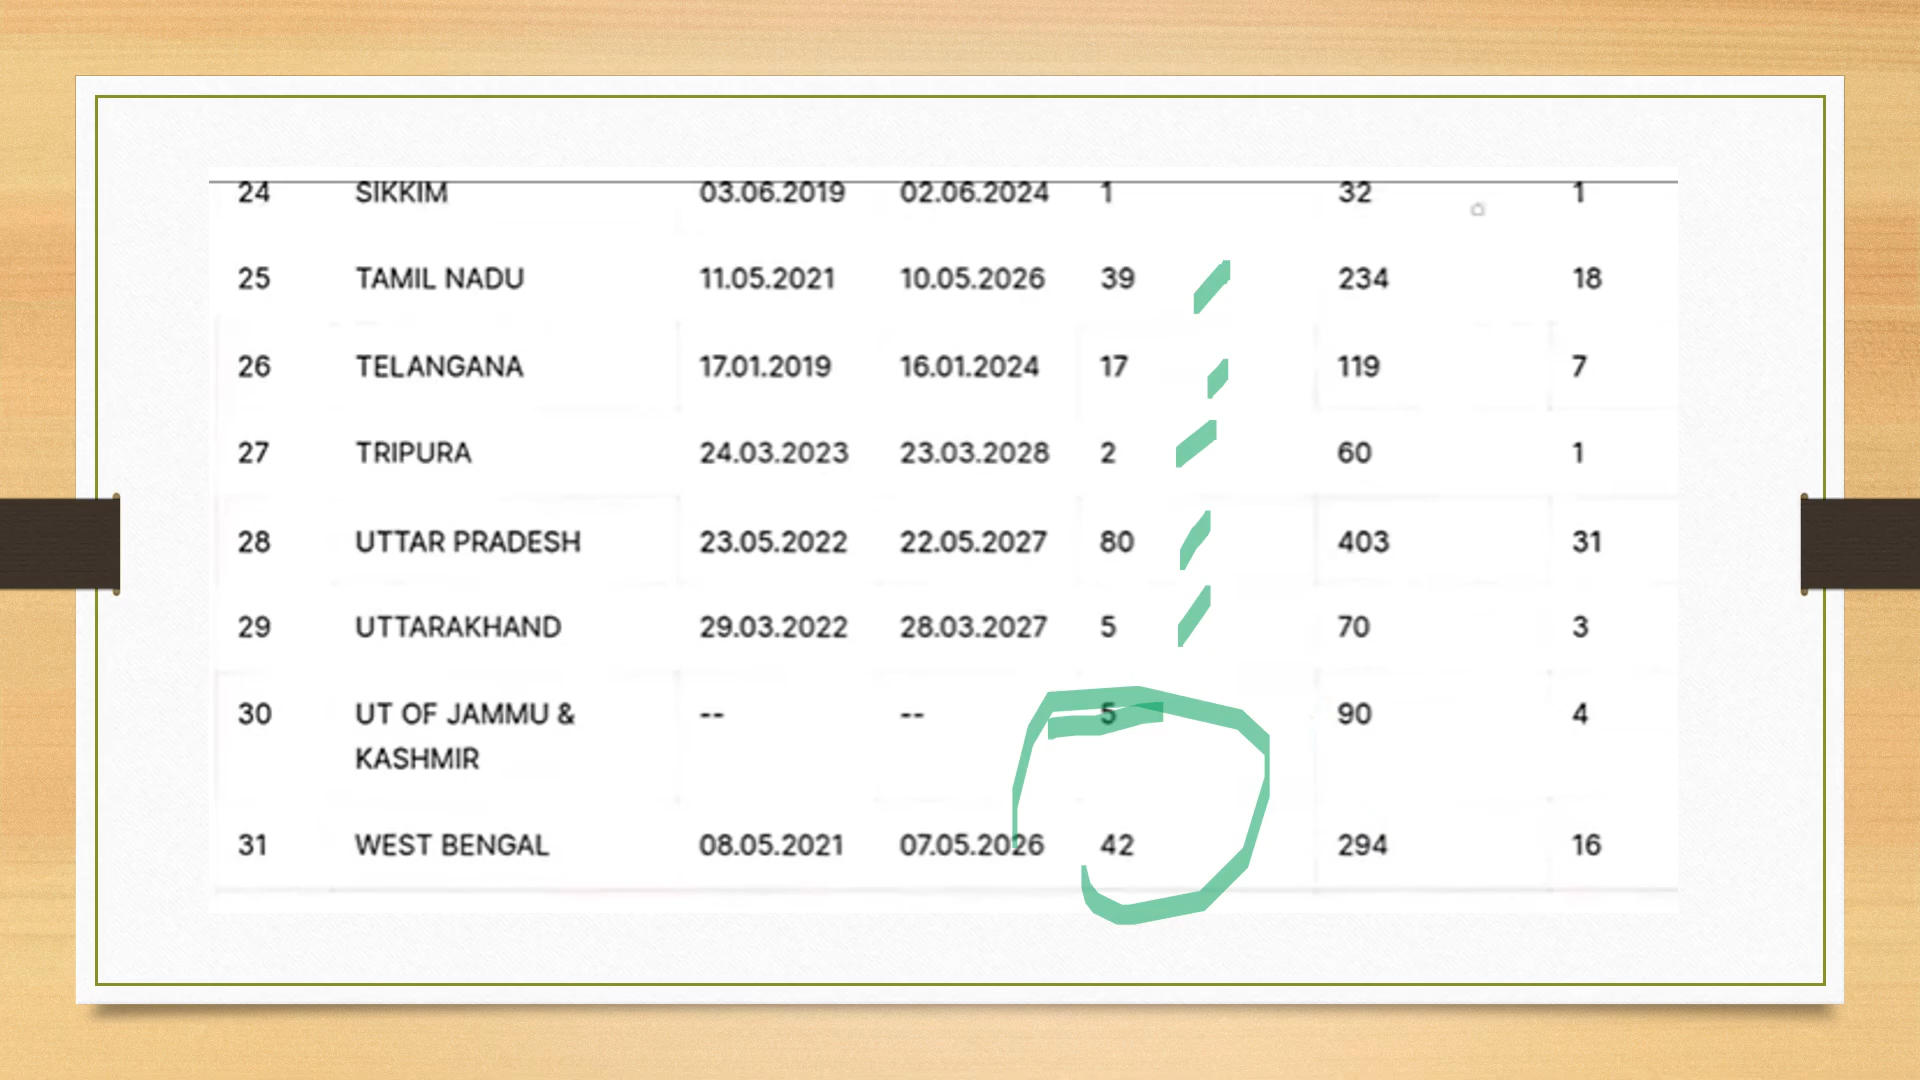 24 SIKKIM 03.06.2019 02.06.2024 1 32 1
25 TAMIL NADU 11.05.2021 10.05.2026 39 234 18
26 TELANGANA 17.01.2019 16.01.2024 17 119 7
27 TRIPURA 24.03.2023 23.03.2028 2 60 1
28 UTTAR PRADESH 23.05.2022 22.05.2027 80 403 31
29 UTTARAKHAND 29.03.2022 28.03.2027 5 70 3
30 UT OF JAMMU & -- -- 5 90 4
KASHMIR
31 WEST BENGAL 08.05.2021 07.05.2026 42 294 16